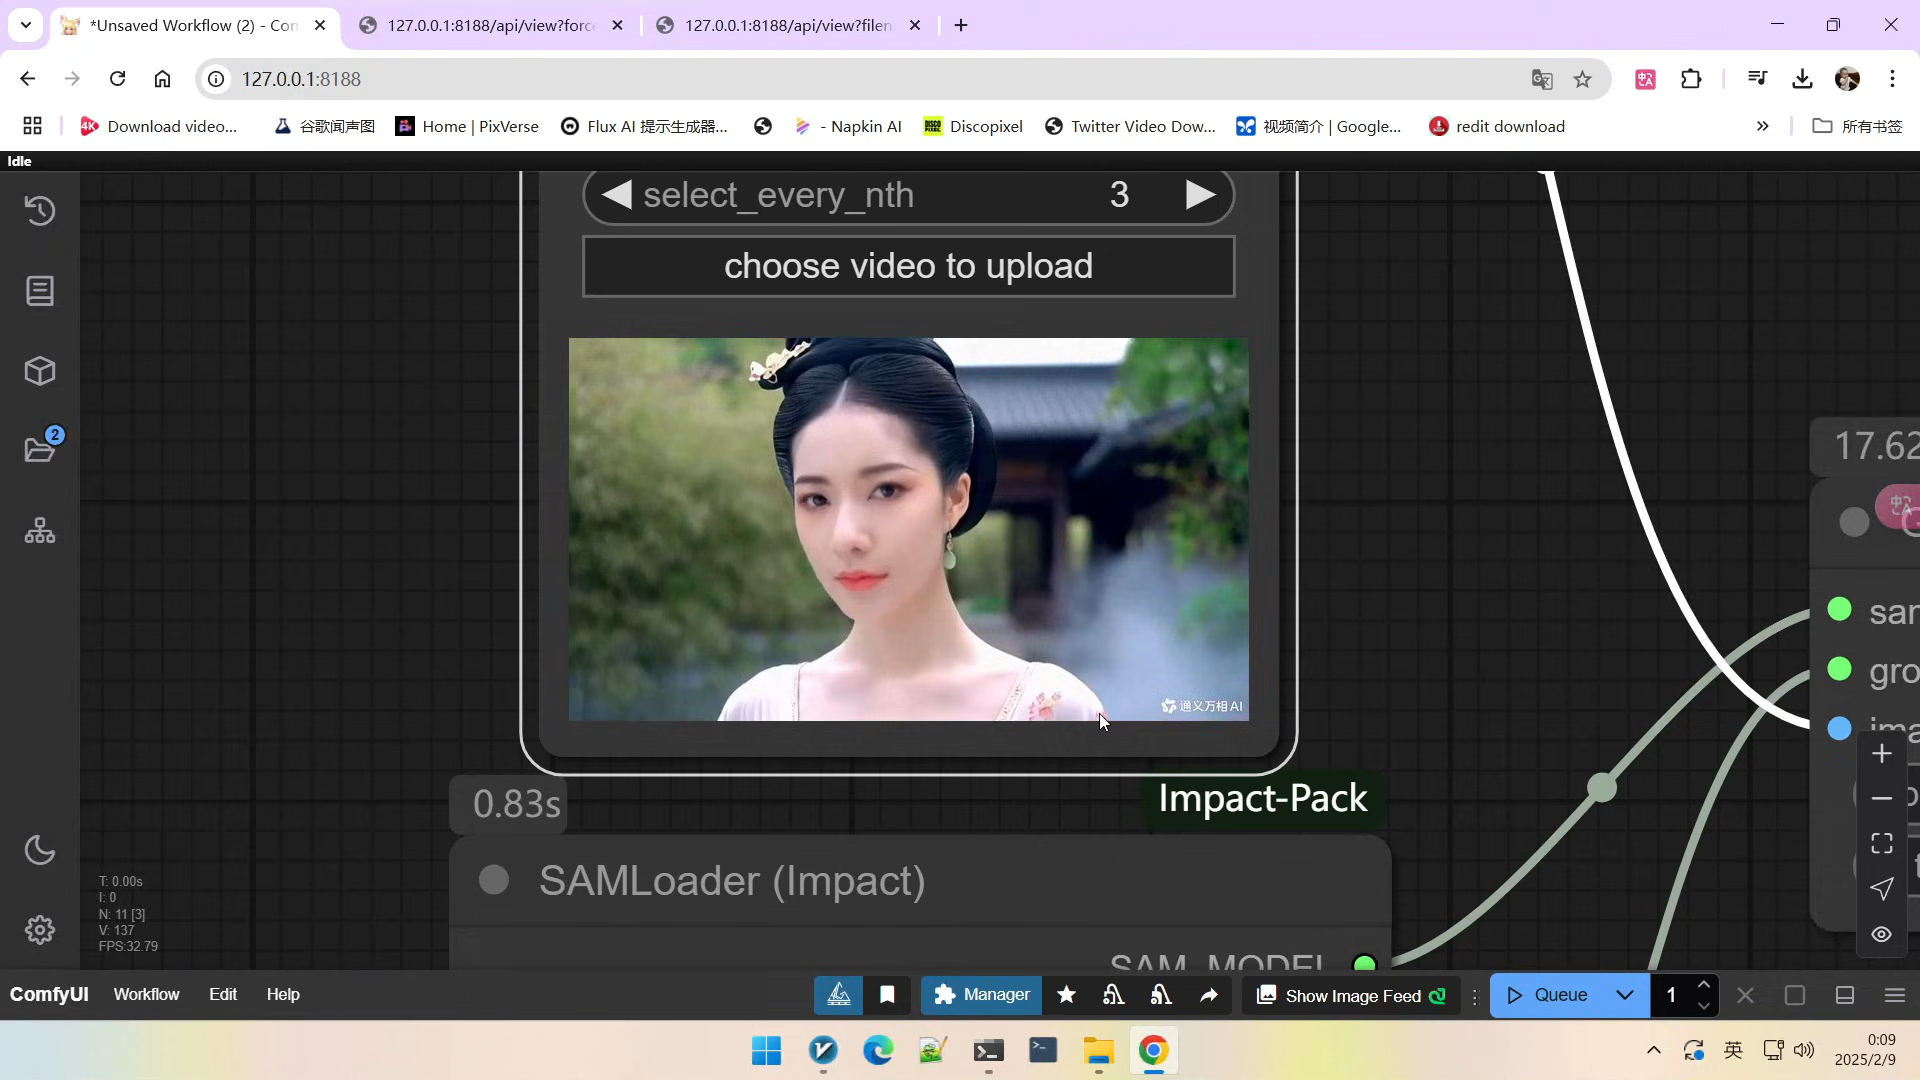 *Unsaved Workflow (2) - Con
127.0.0.1:8188/api/view?forc
127.0.0.1:8188/api/view?filen
127.0.0.1:8188
Download video...
谷歌闻声图
Home | PixVerse
Flux AI 提示生成器...
- Napkin AI
Discopixel
Twitter Video Dow...
视频简介 | Google...
redit download
所有书签
Idle
select_every_nth 3
choose video to upload
通义万相AI
17.62
sam
gro
ima
2
0.83s
Impact-Pack
SAMLoader (Impact)
SAM_MODEL
T: 0.00s
I: 0
N: 11 [3]
V: 137
FPS:32.79
ComfyUI
Workflow
Edit
Help
Manager
Show Image Feed
Queue
1
英
0:09
2025/2/9